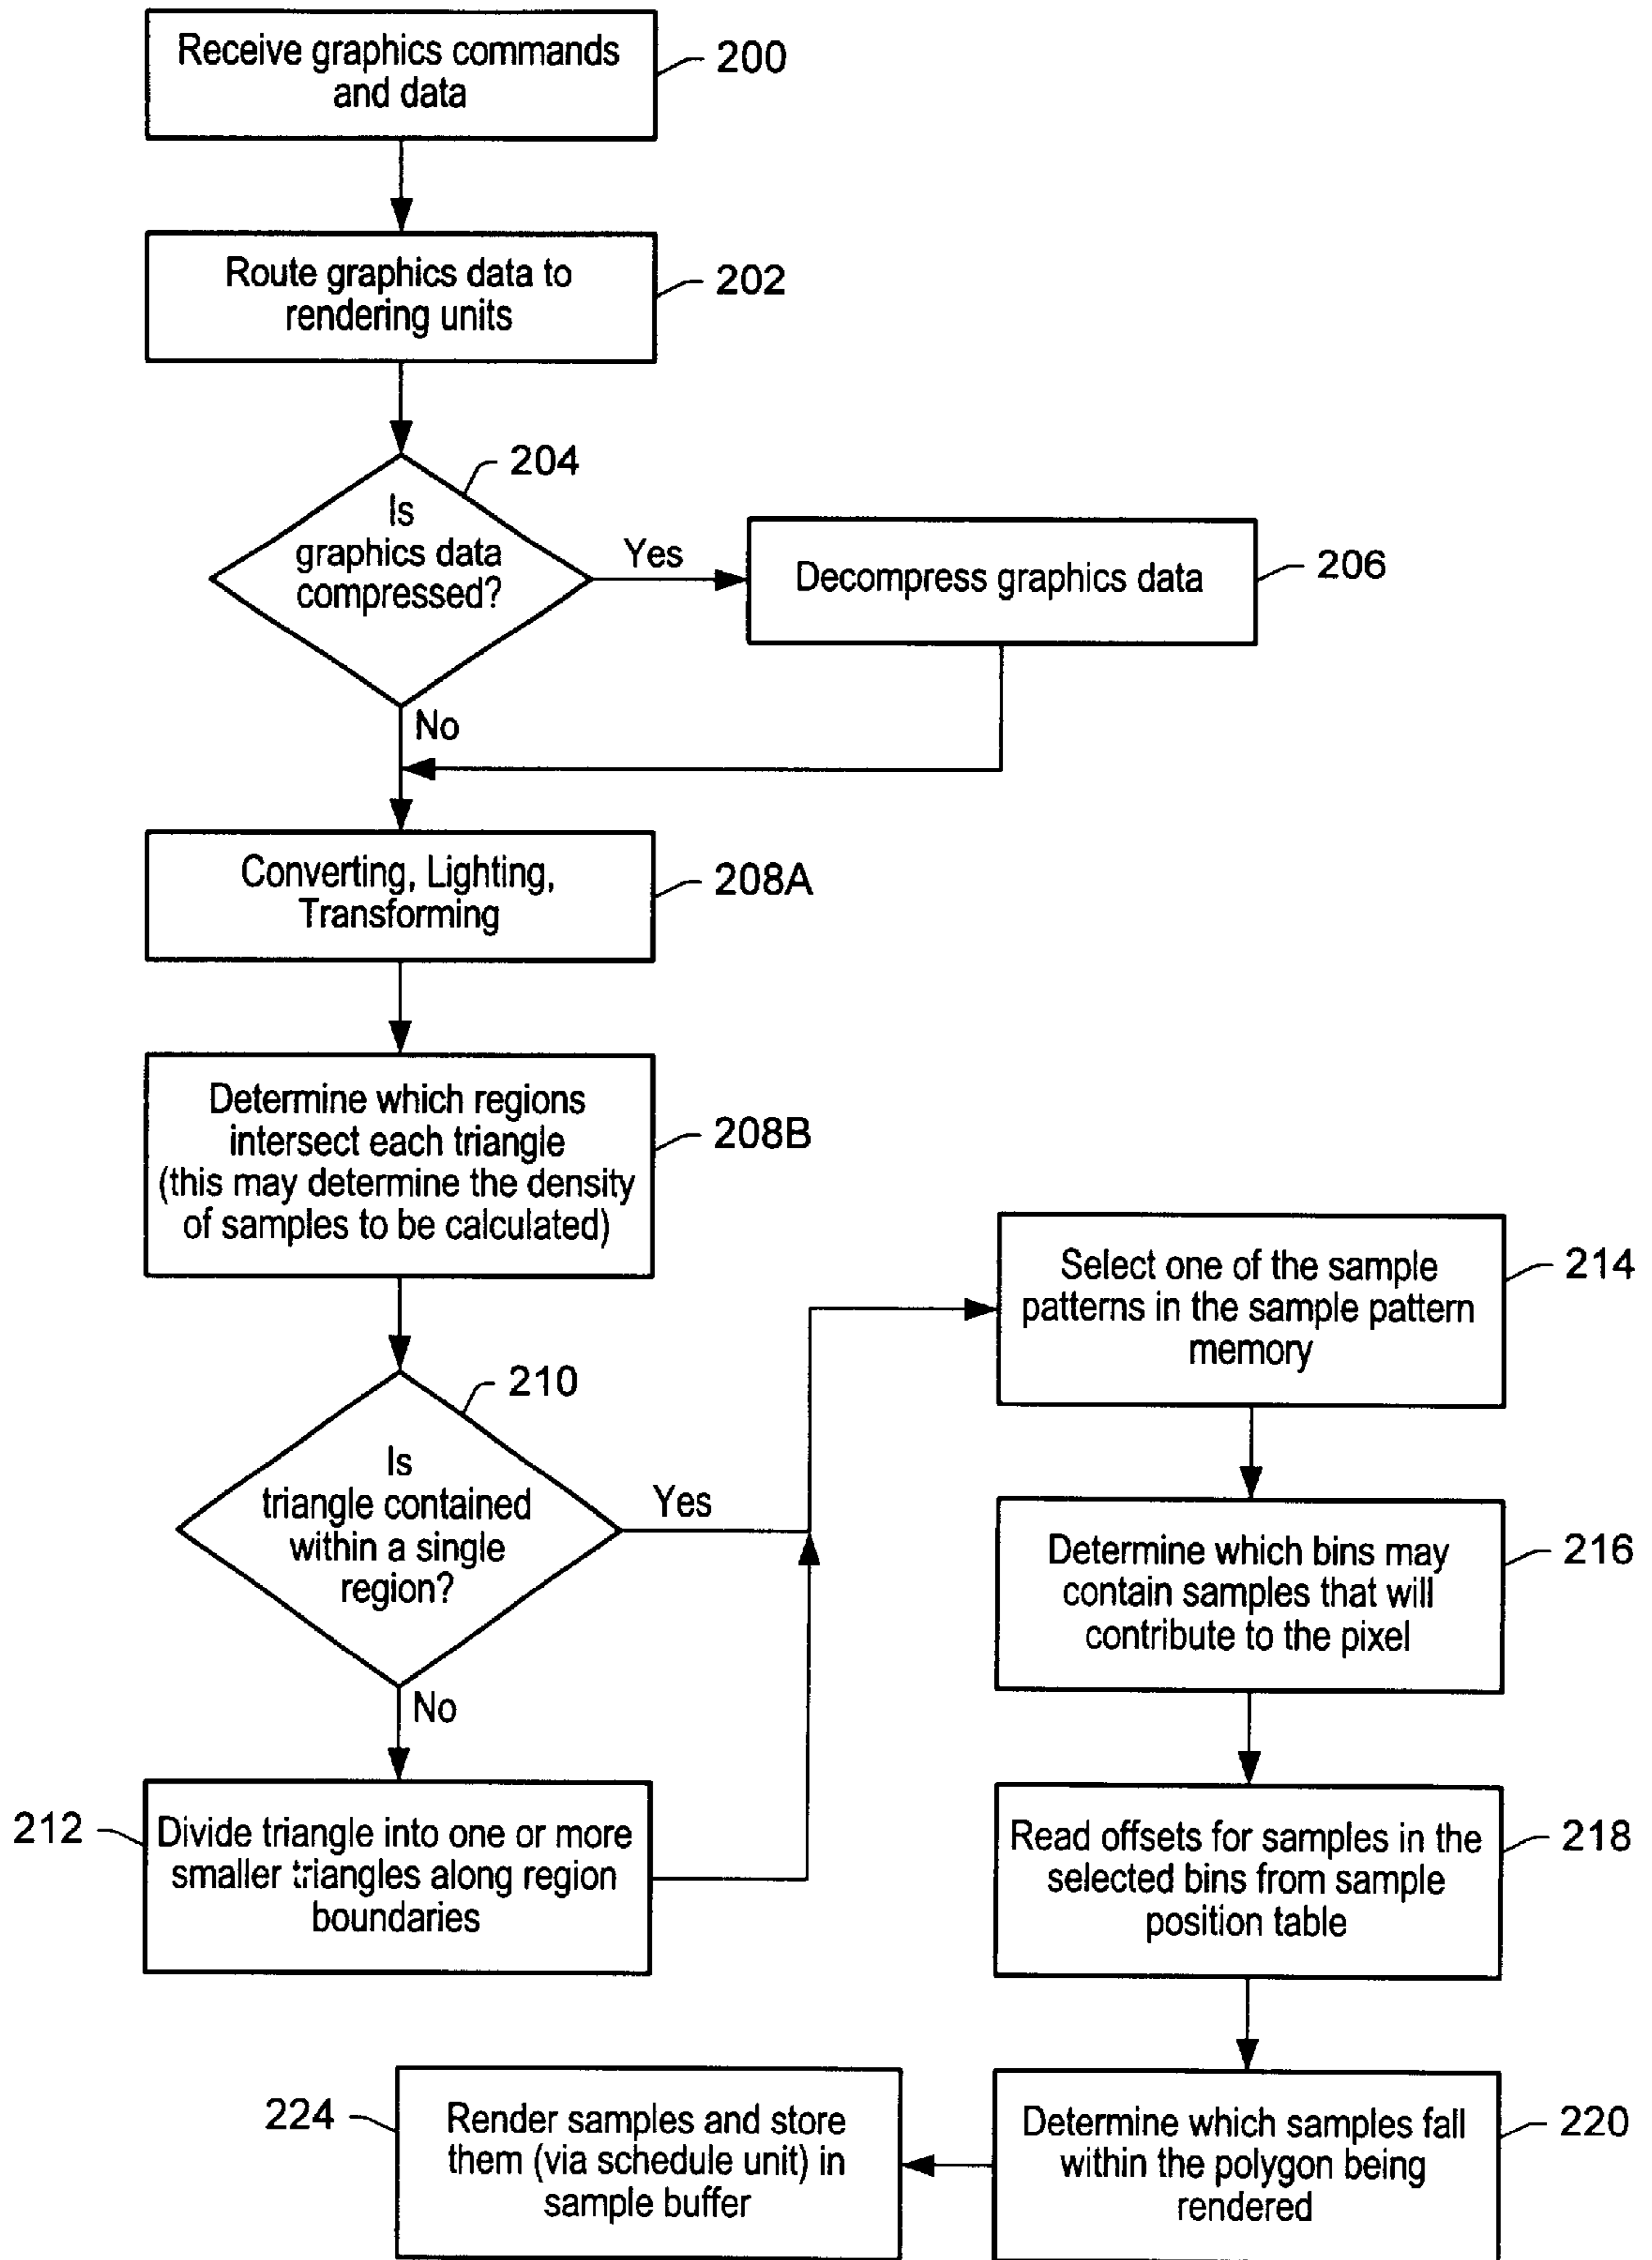 Receive graphics commands
and data
200
Route graphics data to
rendering units
202
204
Is
graphics data
compressed?
Yes
Decompress graphics data
206
No
Converting, Lighting,
Transforming
208A
Determine which regions
intersect each triangle
(this may determine the density
of samples to be calculated)
208B
210
Is
triangle contained
within a single
region?
Yes
No
212
Divide triangle into one or more
smaller triangles along region
boundaries
Select one of the sample
patterns in the sample pattern
memory
214
Determine which bins may
contain samples that will
contribute to the pixel
216
Read offsets for samples in the
selected bins from sample
position table
218
Determine which samples fall
within the polygon being
rendered
220
224
Render samples and store
them (via schedule unit) in
sample buffer